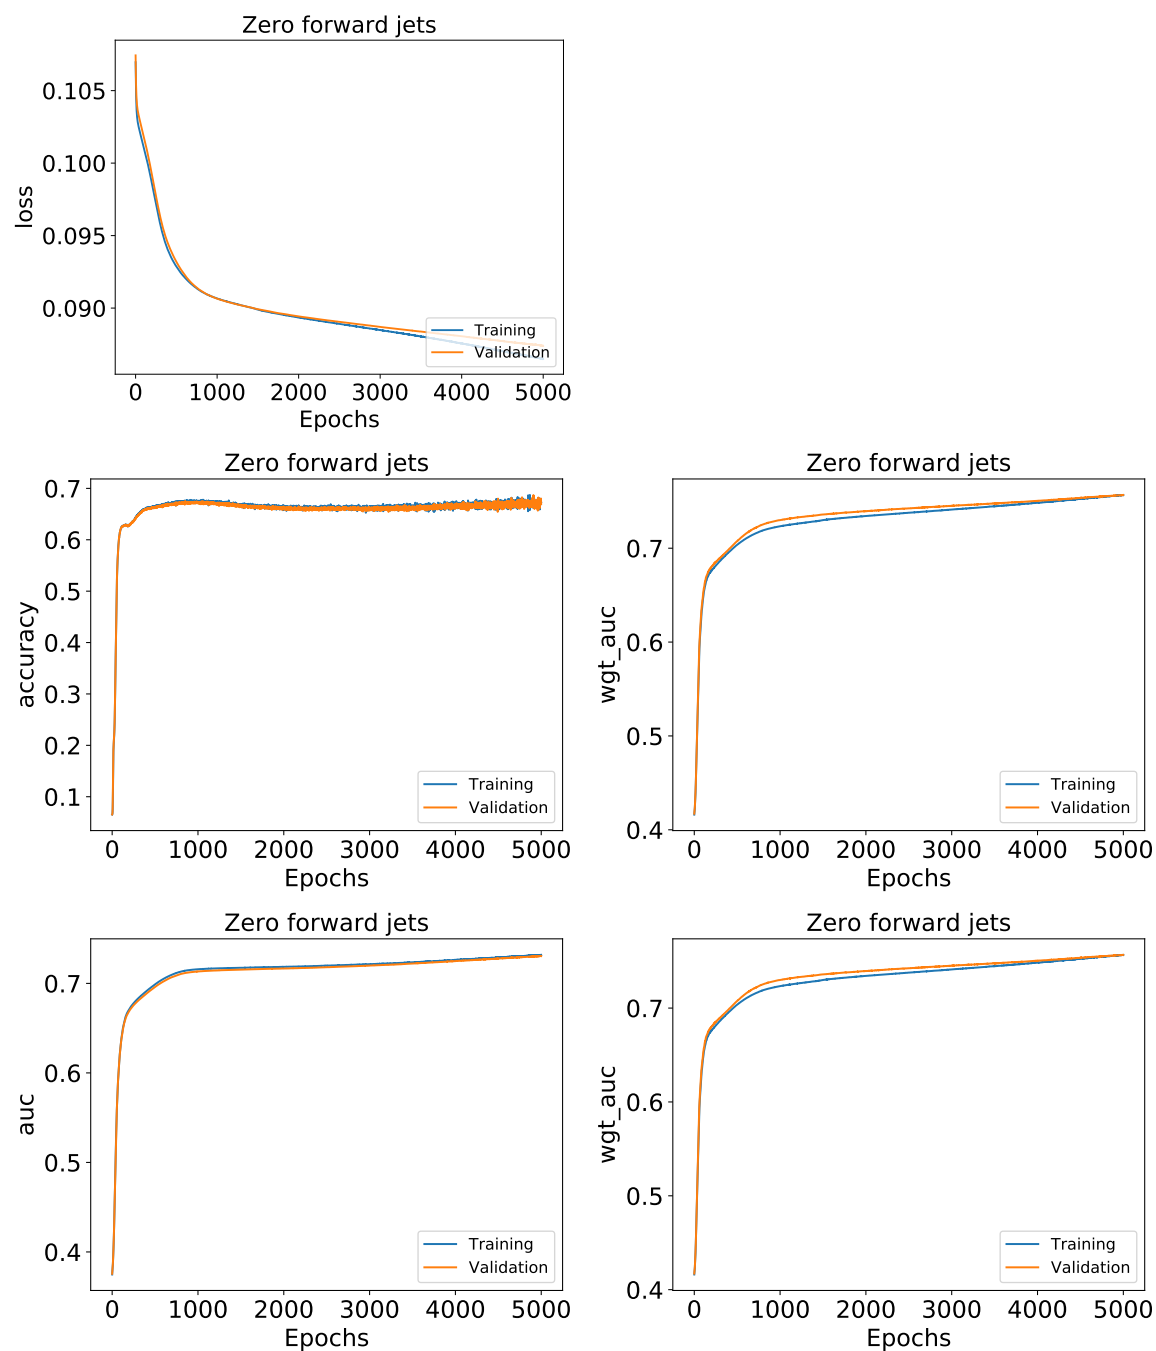 Zero forward jets
0.105
0.100
0.095
0.090
loss
Training
Validation
0 1000 2000 3000 4000 5000
Epochs
Zero forward jets
0.7
0.6
0.5
0.4
0.3
0.2
0.1
accuracy
Training
Validation
0 1000 2000 3000 4000 5000
Epochs
Zero forward jets
0.7
0.6
0.5
0.4
wgt_auc
Training
Validation
0 1000 2000 3000 4000 5000
Epochs
Zero forward jets
0.7
0.6
0.5
0.4
auc
Training
Validation
0 1000 2000 3000 4000 5000
Epochs
Zero forward jets
0.7
0.6
0.5
0.4
wgt_auc
Training
Validation
0 1000 2000 3000 4000 5000
Epochs